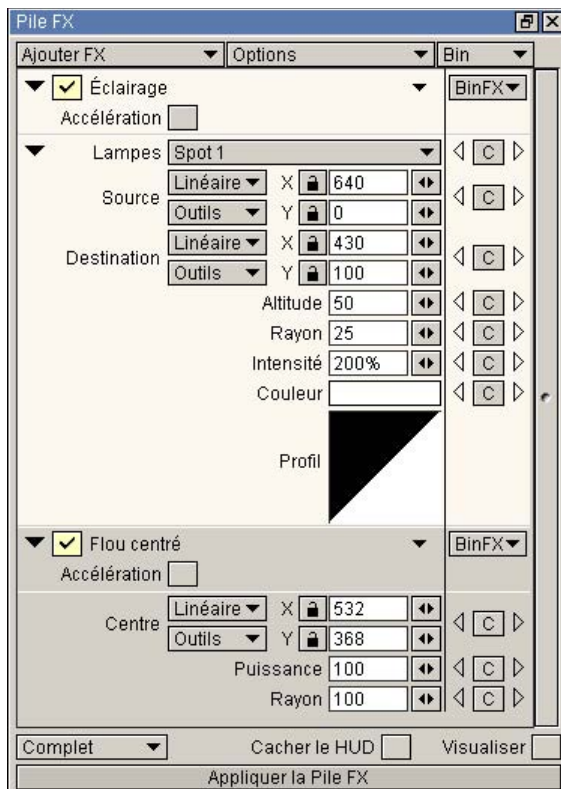 Pile FX
Ajouter FX Options Bin
Éclairage BinFX
Accélération
Lampes Spot 1 C
Source Linéaire X 640 C
Outils Y 0
Destination Linéaire X 430 C
Outils Y 100
Altitude 50 C
Rayon 25 C
Intensité 200% C
Couleur C
Profil
Flou centré BinFX
Accélération
Centre Linéaire X 532 C
Outils Y 368
Puissance 100 C
Rayon 100 C
Complet Cacher le HUD Visualiser
Appliquer la Pile FX